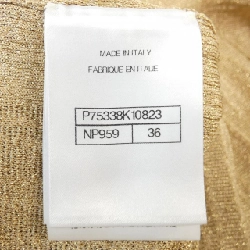 MADE IN ITALY
FABRIQUE EN ITALIE
P75338K10823
NP959 36